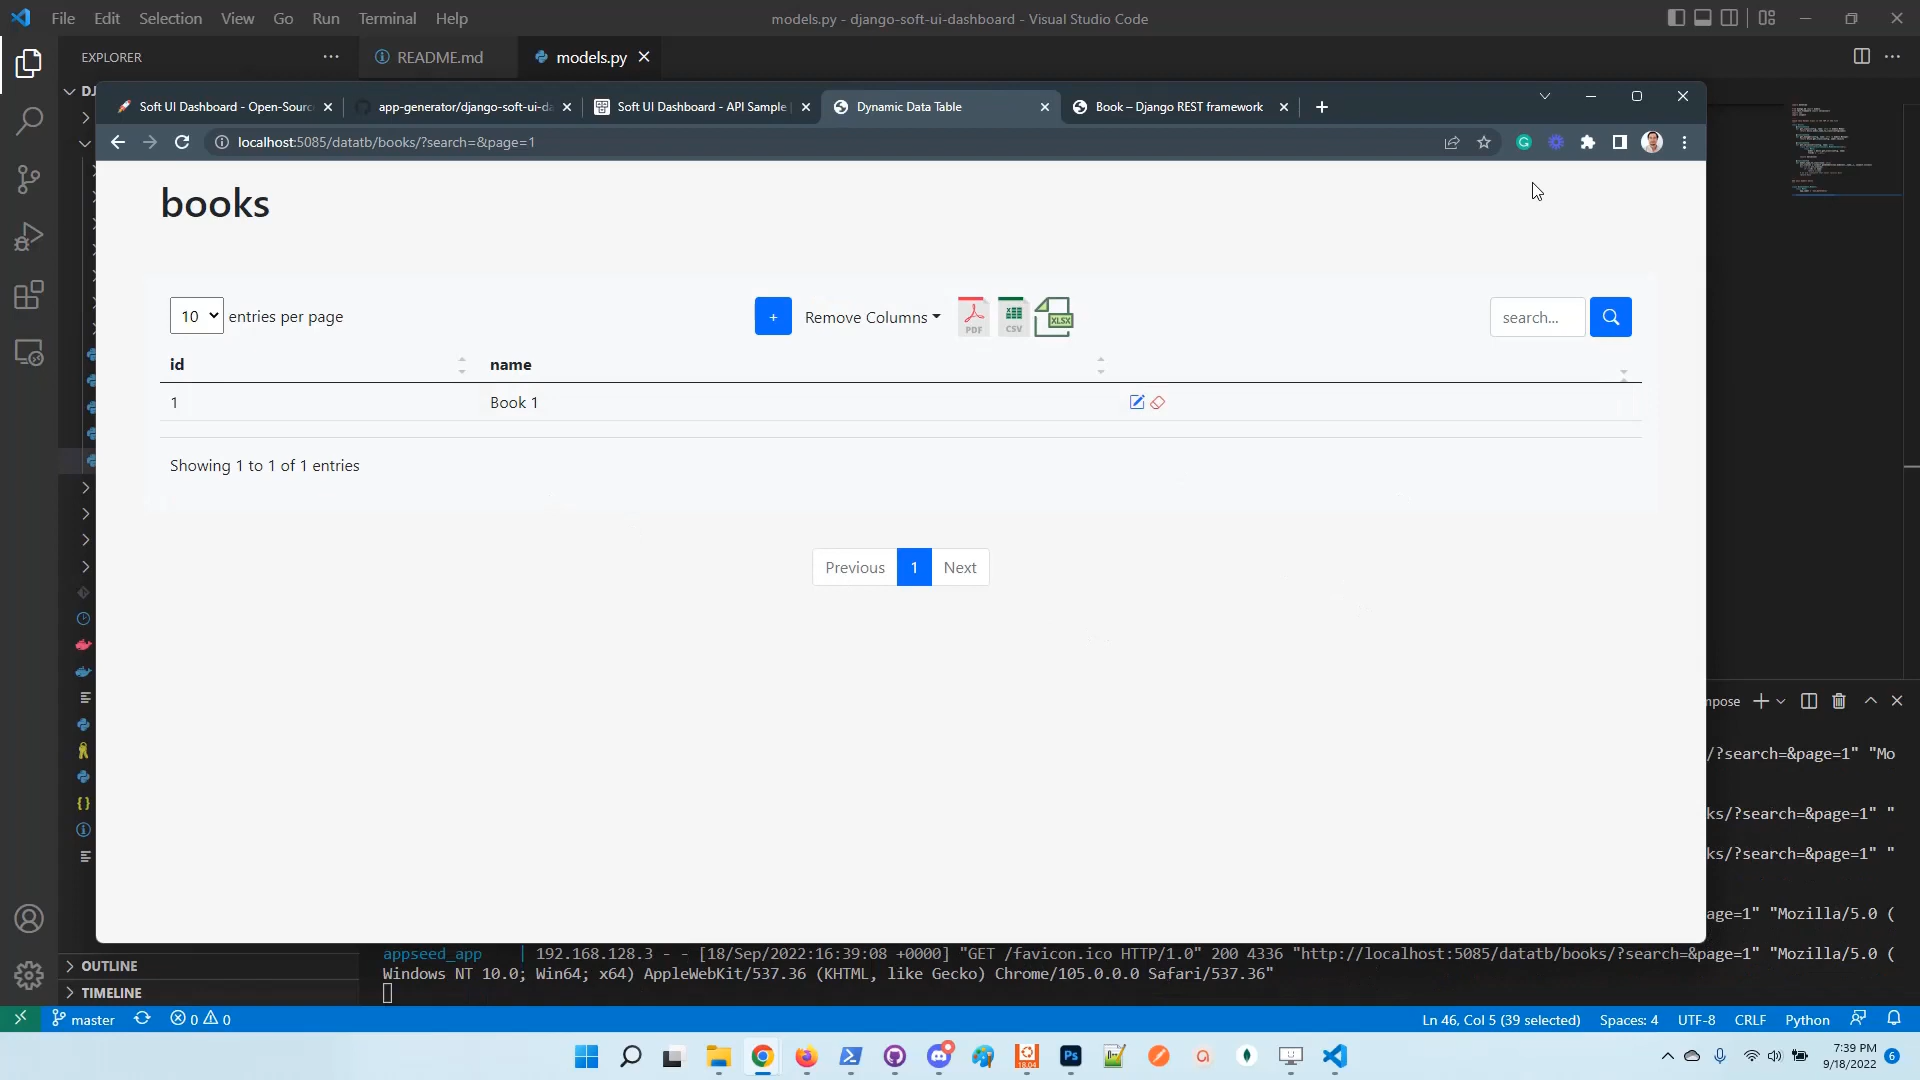 File Edit Selection View Go Run Terminal Help
models.py - django-soft-ui-dashboard - Visual Studio Code
EXPLORER
README.md
models.py
DJ
Soft UI Dashboard - Open-Sourc
app-generator/django-soft-ui-da
Soft UI Dashboard - API Sample
Dynamic Data Table
Book – Django REST framework
localhost:5085/datatb/books/?search=&page=1
books
10 entries per page
+
Remove Columns
PDF
CSV
XLSX
search...
id name
1 Book 1
Showing 1 to 1 of 1 entries
Previous 1 Next
mpose
/?search=&page=1" "Mo
ks/?search=&page=1" "
ks/?search=&page=1" "
age=1" "Mozilla/5.0 (
appseed_app | 192.168.128.3 - - [18/Sep/2022:16:39:08 +0000] "GET /favicon.ico HTTP/1.0" 200 4336 "http://localhost:5085/datatb/books/?search=&page=1" "Mozilla/5.0 (
Windows NT 10.0; Win64; x64) AppleWebKit/537.36 (KHTML, like Gecko) Chrome/105.0.0.0 Safari/537.36"
OUTLINE
TIMELINE
master
0 0
Ln 46, Col 5 (39 selected) Spaces: 4 UTF-8 CRLF Python
Ps
18.04
7:39 PM
9/18/2022
6